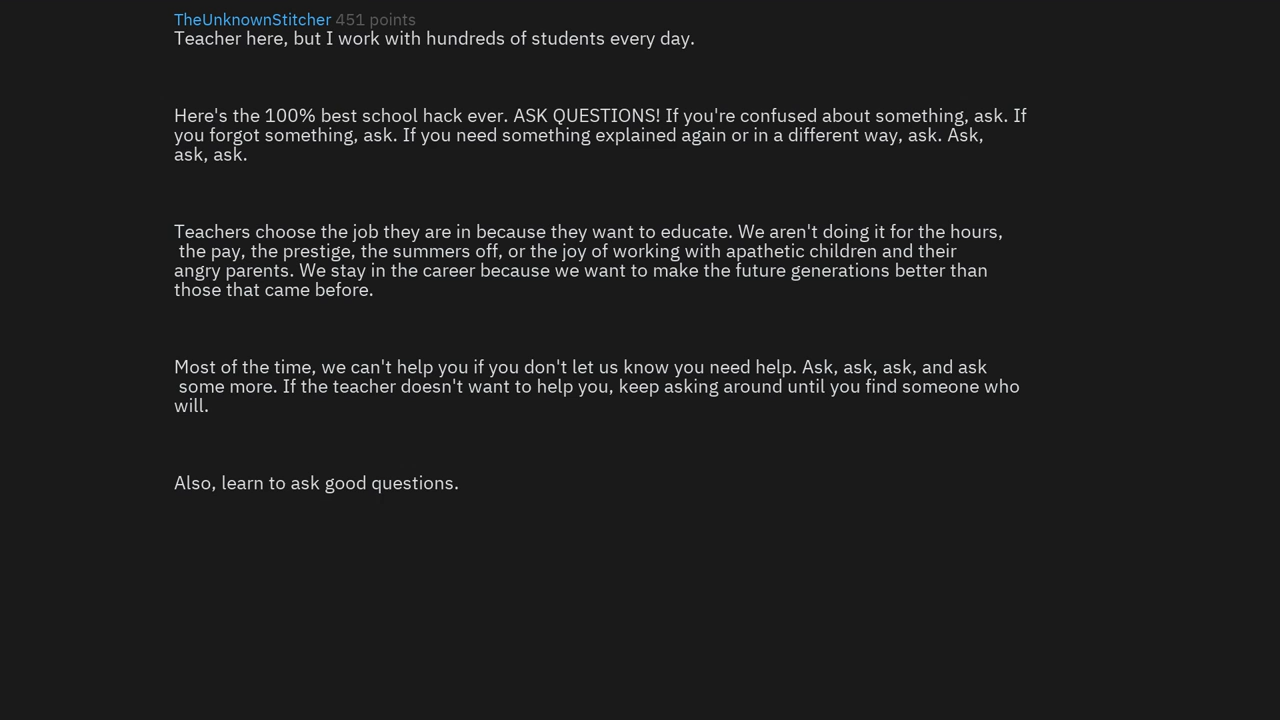 TheUnknownStitcher 451 points
Teacher here, but I work with hundreds of students every day.
Here's the 100% best school hack ever. ASK QUESTIONS! If you're confused about something, ask. If
you forgot something, ask. If you need something explained again or in a different way, ask. Ask,
ask, ask.
Teachers choose the job they are in because they want to educate. We aren't doing it for the hours,
the pay, the prestige, the summers off, or the joy of working with apathetic children and their
angry parents. We stay in the career because we want to make the future generations better than
those that came before.
Most of the time, we can't help you if you don't let us know you need help. Ask, ask, ask, and ask
some more. If the teacher doesn't want to help you, keep asking around until you find someone who
will.
Also, learn to ask good questions.